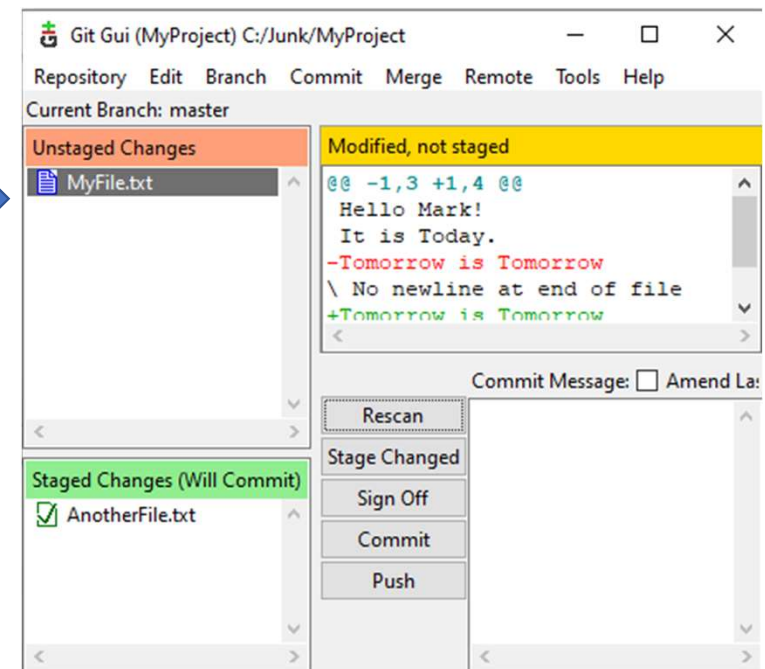 Git Gui (MyProject) C:/Junk/MyProject
Repository Edit Branch Commit Merge Remote Tools Help
Current Branch: master
Unstaged Changes
MyFile.txt
Modified, not staged
@@ -1,3 +1,4 @@
Hello Mark!
It is Today.
-Tomorrow is Tomorrow
\ No newline at end of file
+Tomorrow is Tomorrow
Staged Changes (Will Commit)
AnotherFile.txt
Rescan
Stage Changed
Sign Off
Commit
Push
Commit Message: Amend La